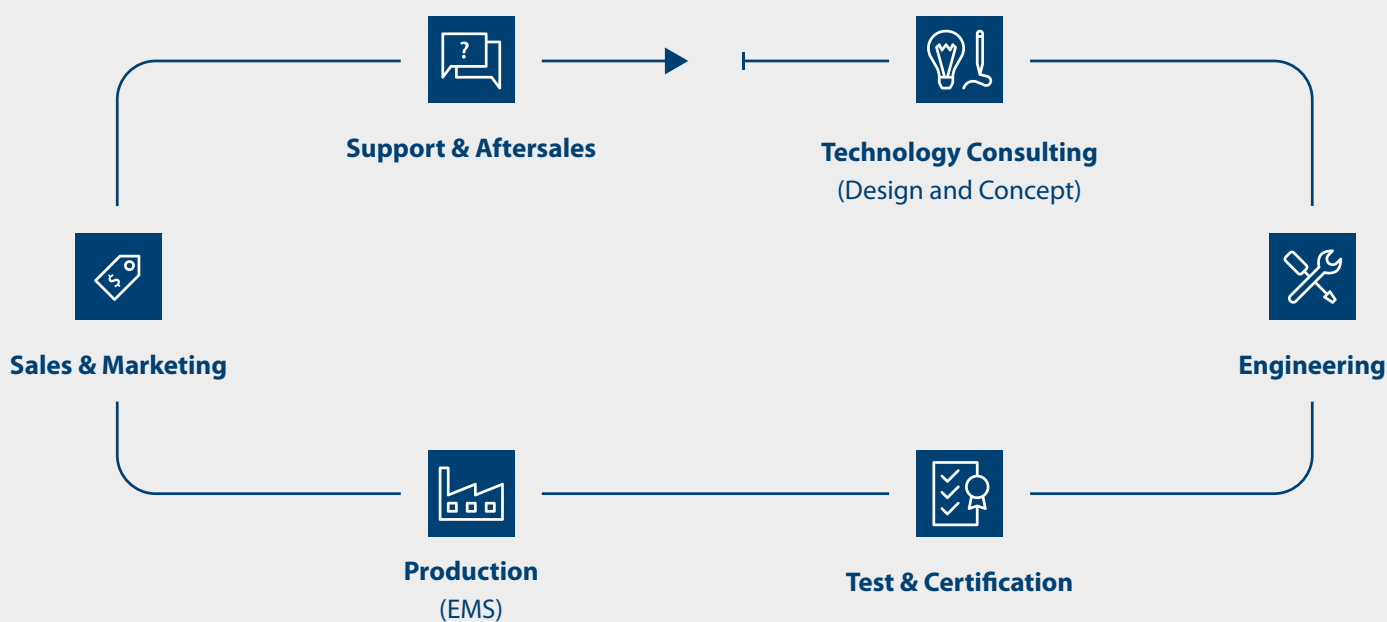 ?
Support & Aftersales
Technology Consulting
(Design and Concept)
$
Sales & Marketing
Engineering
Production
(EMS)
Test & Certification